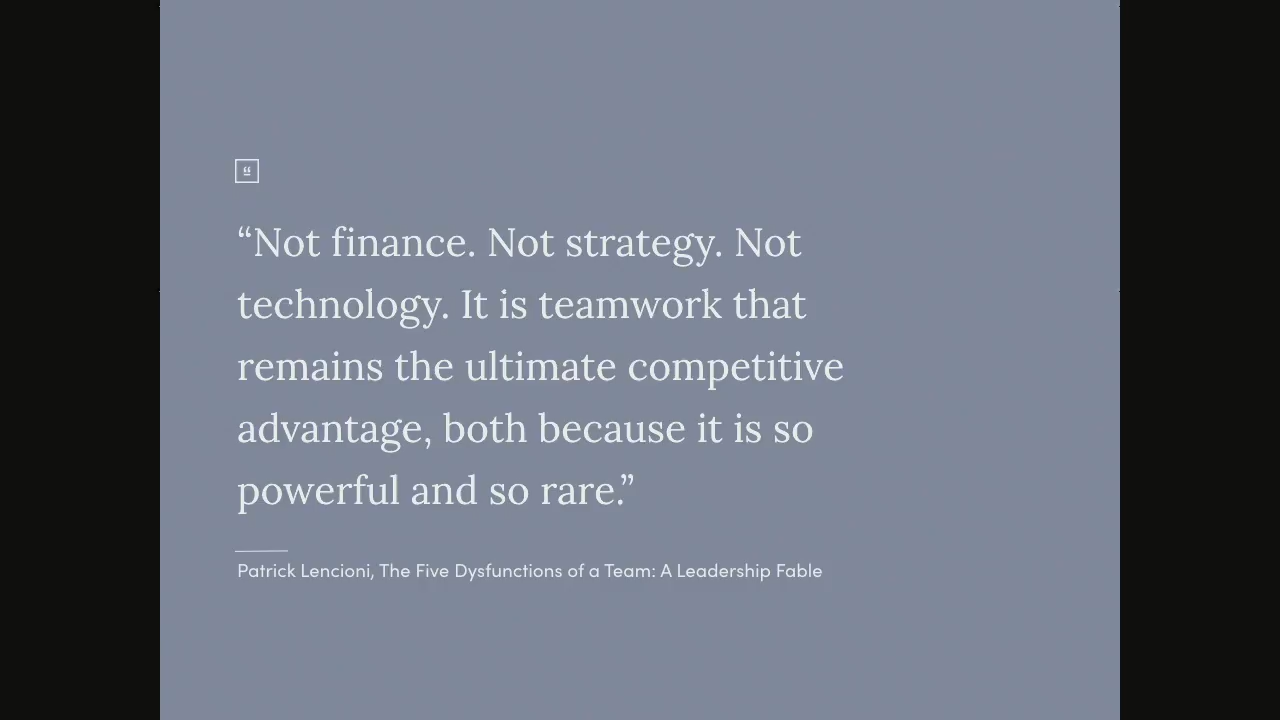 “Not finance. Not strategy. Not
technology. It is teamwork that
remains the ultimate competitive
advantage, both because it is so
powerful and so rare.”
Patrick Lencioni, The Five Dysfunctions of a Team: A Leadership Fable